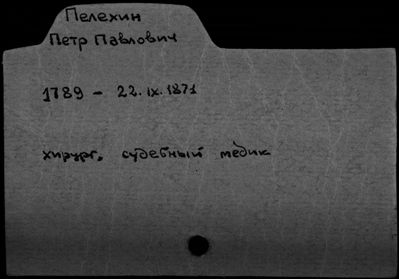 Пелехин
Петр Павлович
1789 - 22.IX.1871
хирург, судебный медик